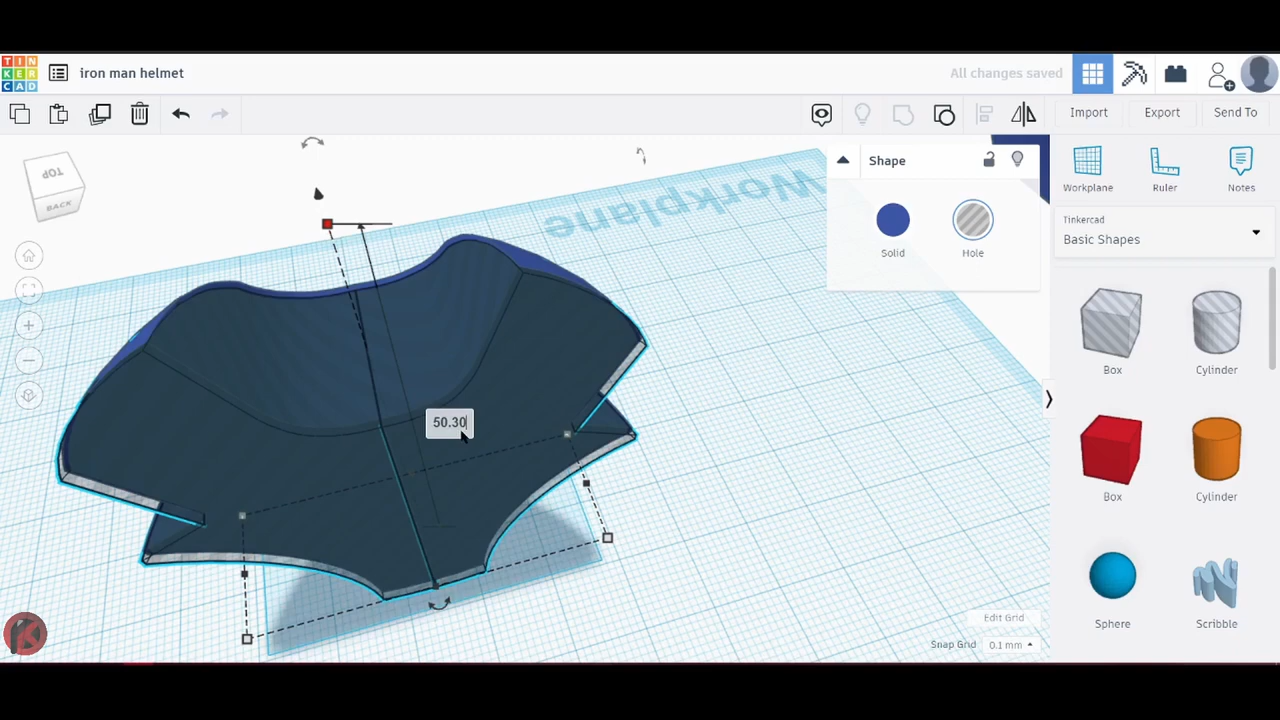 TIN
KER
CAD
iron man helmet
All changes saved
Import
Export
Send To
TOP
BACK
Workplane
Shape
Solid
Hole
Workplane
Ruler
Notes
Tinkercad
Basic Shapes
Box
Cylinder
50.30
Box
Cylinder
Sphere
Scribble
Edit Grid
Snap Grid
0.1 mm
K